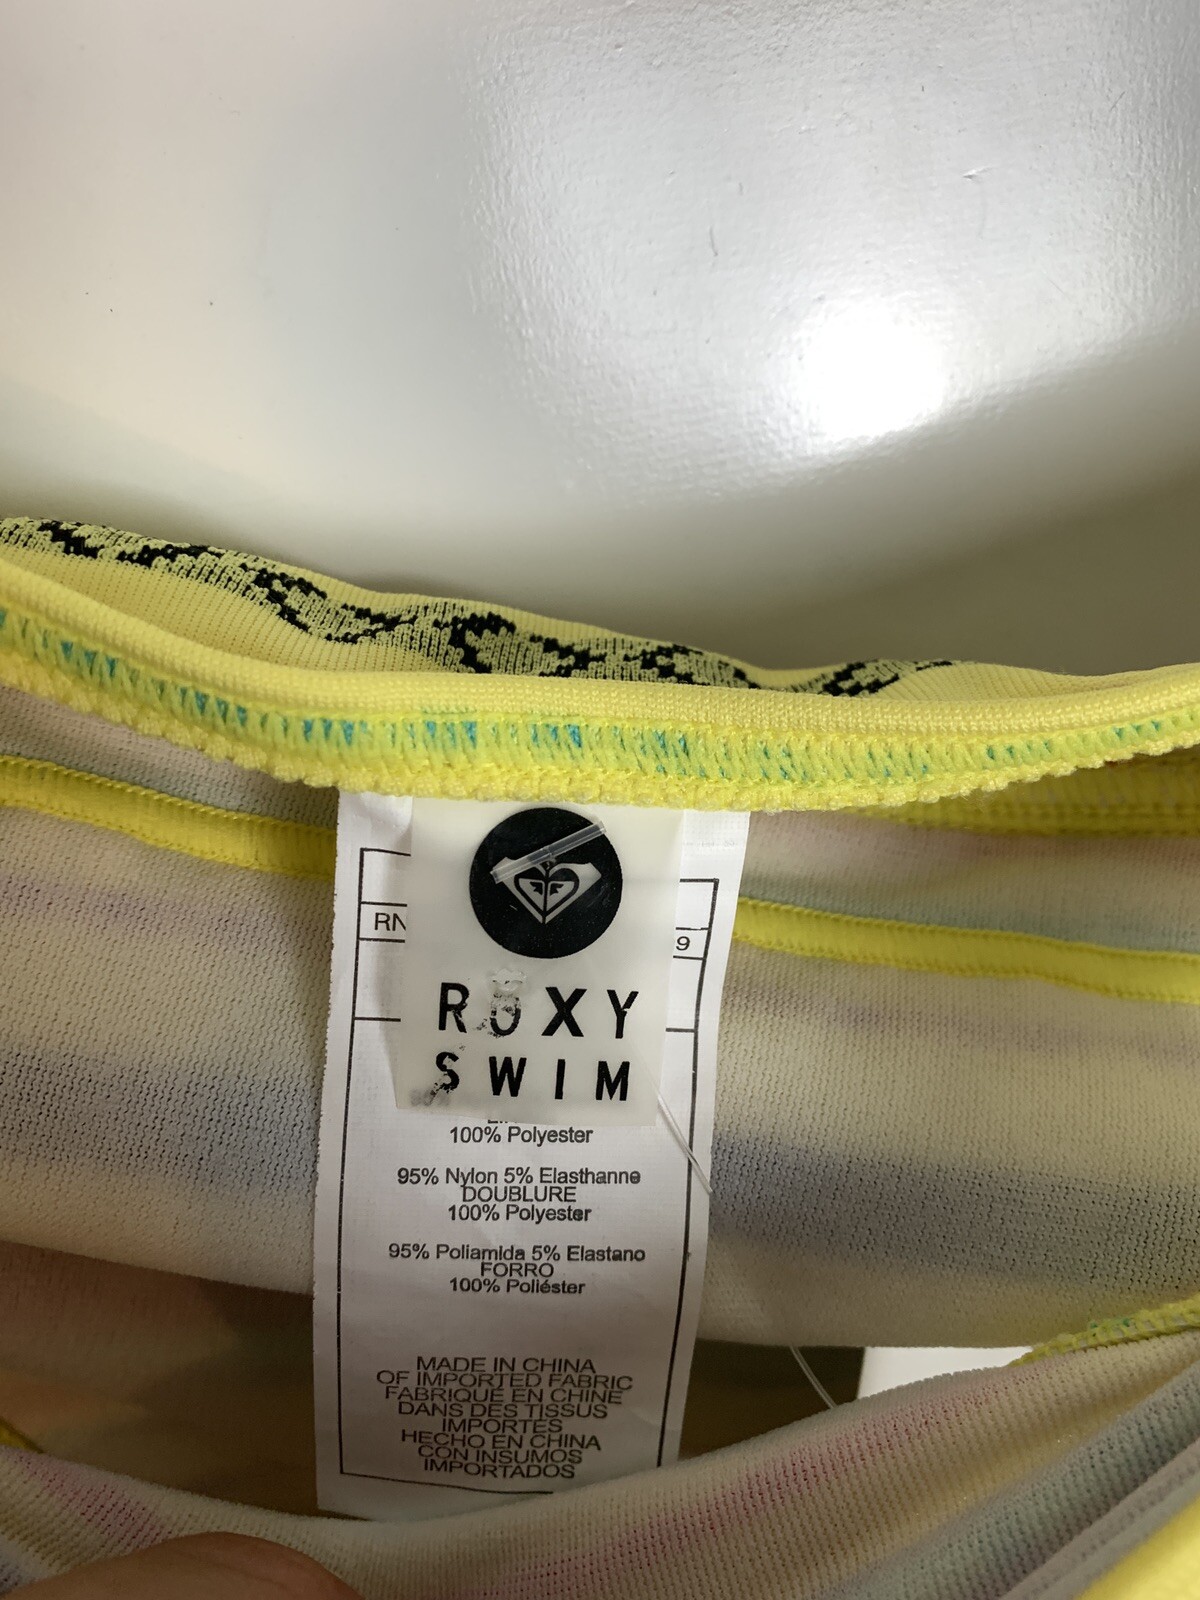 RN
9
ROXY
SWIM
100% Polyester
95% Nylon 5% Elasthanne
DOUBLURE
100% Polyester
95% Poliamida 5% Elastano
FORRO
100% Poliéster
MADE IN CHINA
OF IMPORTED FABRIC
FABRIQUÉ EN CHINE
DANS DES TISSUS
IMPORTÉS
HECHO EN CHINA
CON INSUMOS
IMPORTADOS